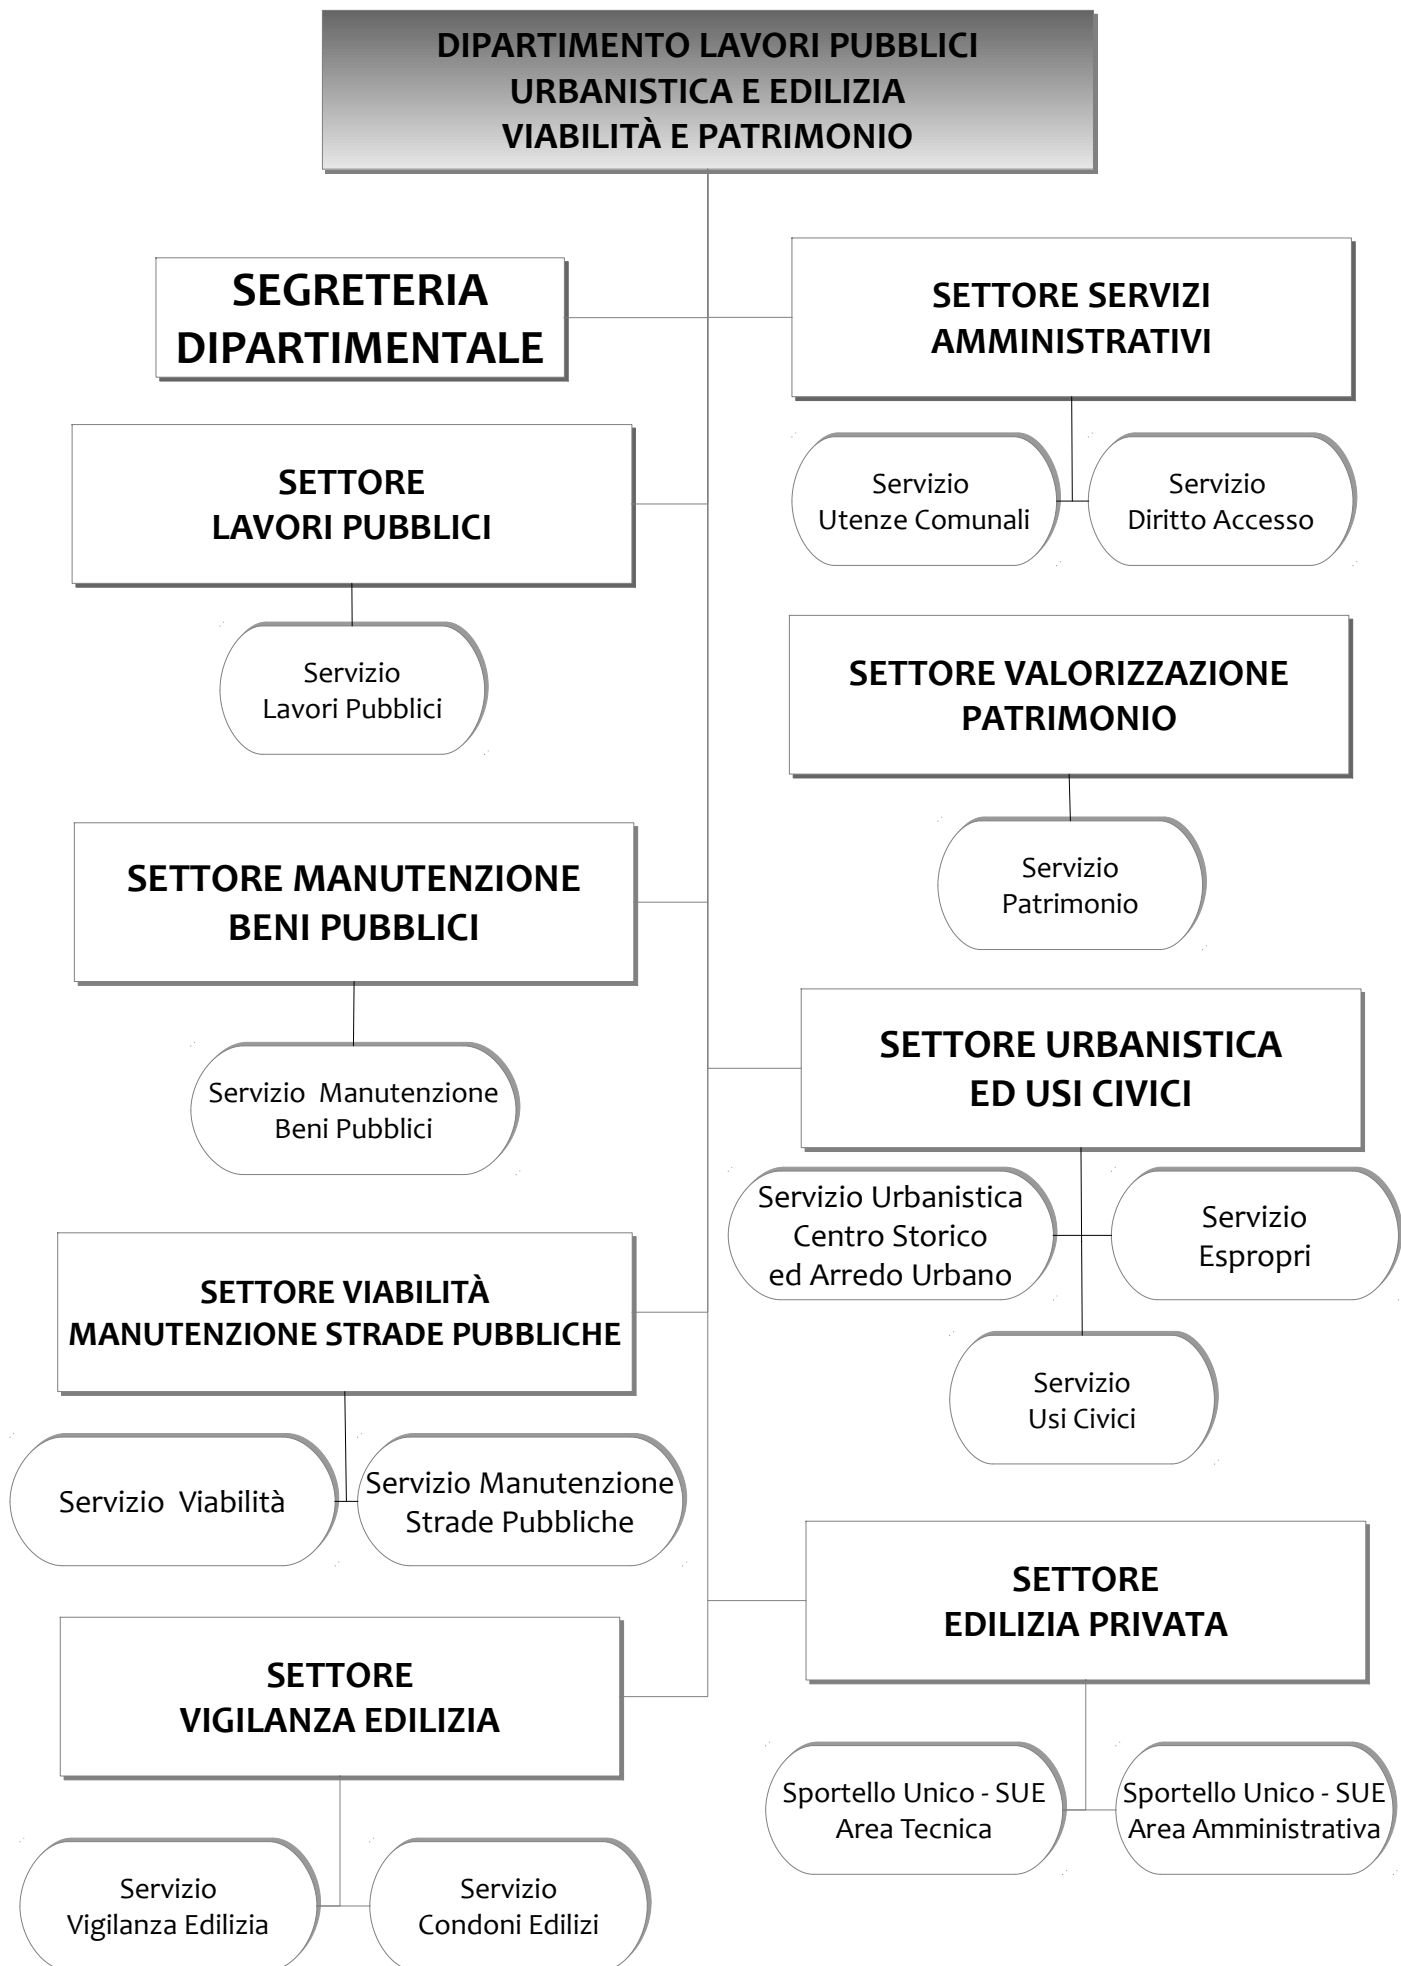 DIPARTIMENTO LAVORI PUBBLICI
URBANISTICA E EDILIZIA
VIABILITÀ E PATRIMONIO
SEGRETERIA
DIPARTIMENTALE
SETTORE SERVIZI
AMMINISTRATIVI
Servizio
Utenze Comunali
Servizio
Diritto Accesso
SETTORE
LAVORI PUBBLICI
Servizio
Lavori Pubblici
SETTORE VALORIZZAZIONE
PATRIMONIO
Servizio
Patrimonio
SETTORE MANUTENZIONE
BENI PUBBLICI
Servizio Manutenzione
Beni Pubblici
SETTORE URBANISTICA
ED USI CIVICI
Servizio Urbanistica
Centro Storico
ed Arredo Urbano
Servizio
Espropri
Servizio
Usi Civici
SETTORE VIABILITÀ
MANUTENZIONE STRADE PUBBLICHE
Servizio Viabilità
Servizio Manutenzione
Strade Pubbliche
SETTORE
EDILIZIA PRIVATA
Sportello Unico - SUE
Area Tecnica
Sportello Unico - SUE
Area Amministrativa
SETTORE
VIGILANZA EDILIZIA
Servizio
Vigilanza Edilizia
Servizio
Condoni Edilizi